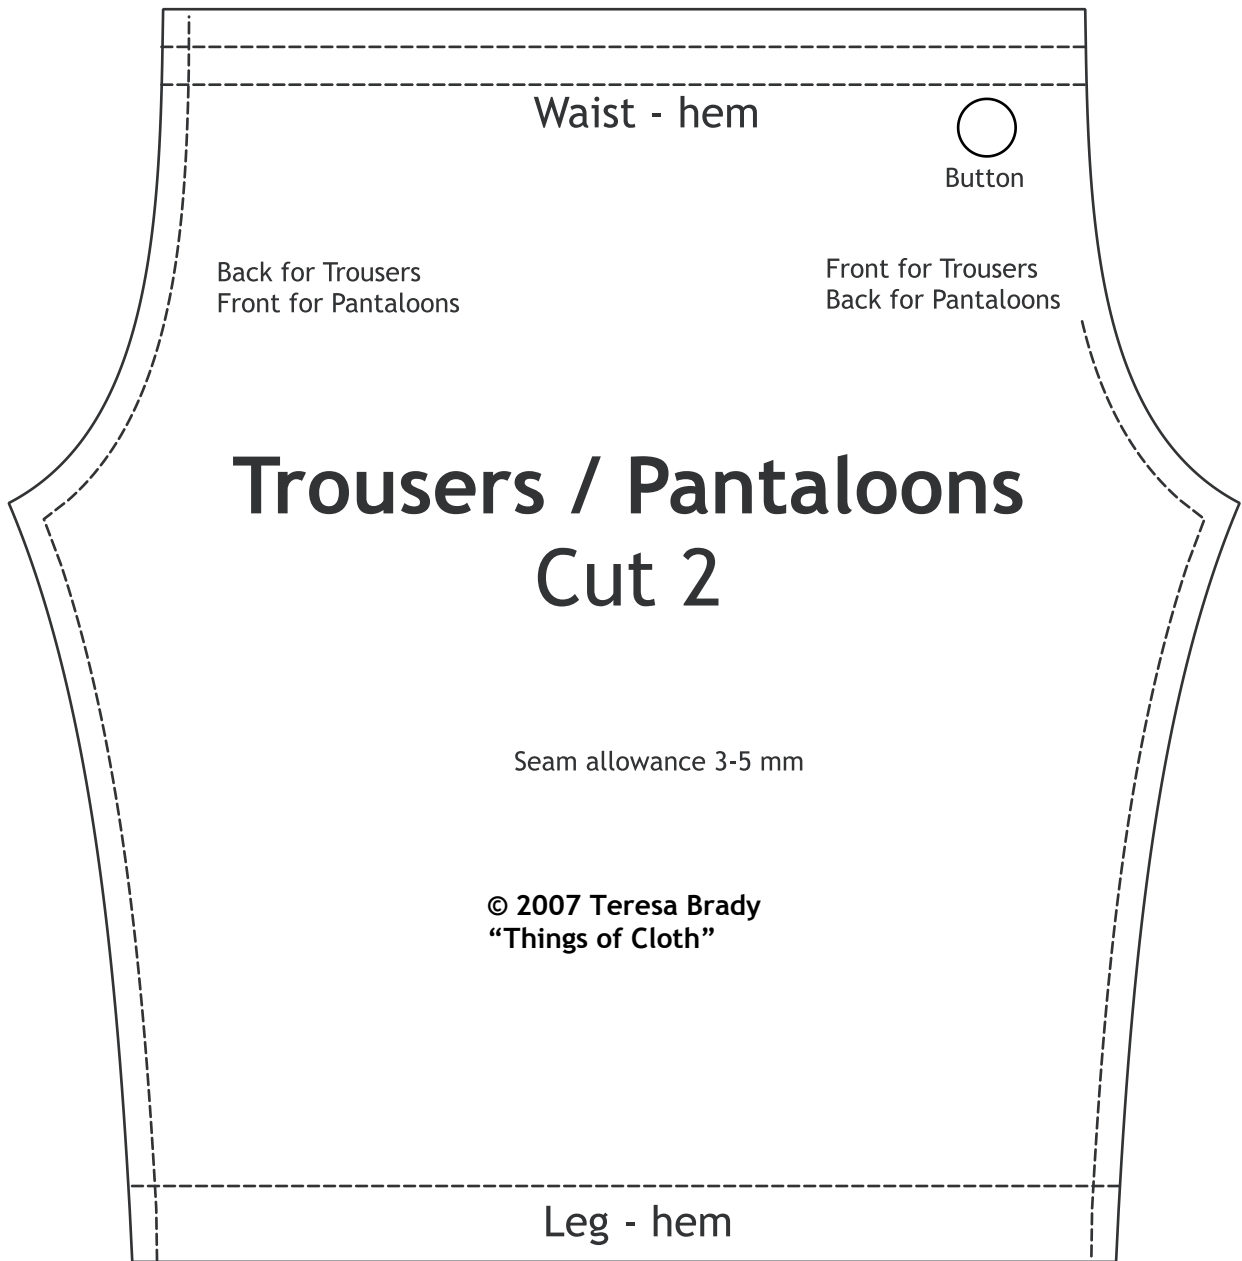 Waist - hem
Button
Back for Trousers
Front for Pantaloons
Front for Trousers
Back for Pantaloons
Trousers / Pantaloons
Cut 2
Seam allowance 3-5 mm
© 2007 Teresa Brady
“Things of Cloth”
Leg - hem